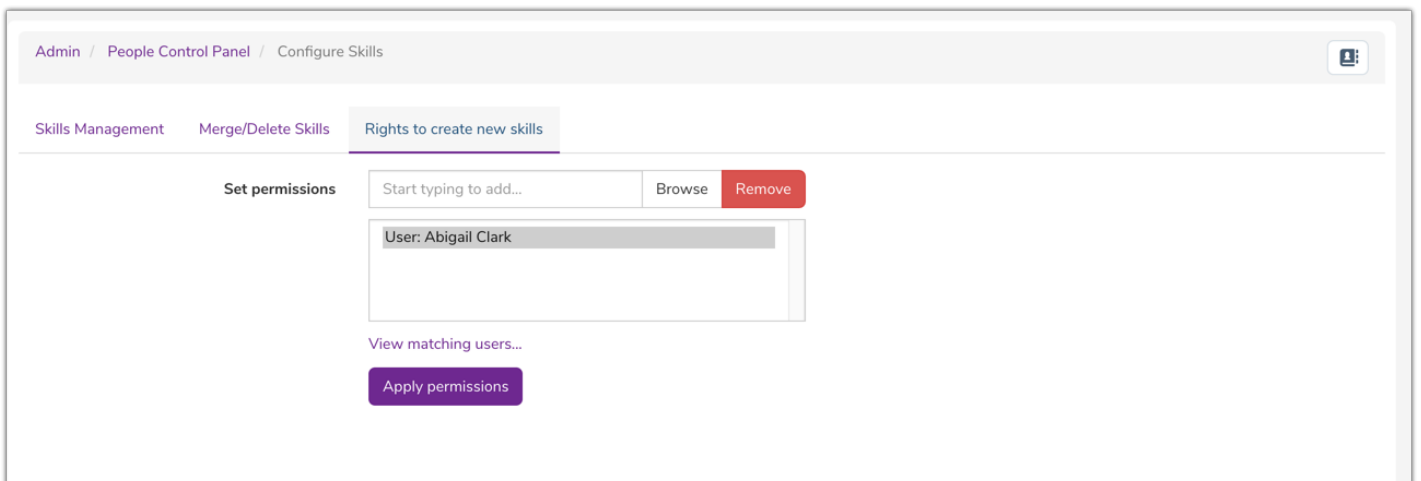 Admin / People Control Panel / Configure Skills
Skills Management Merge/Delete Skills Rights to create new skills
Set permissions Start typing to add... Browse Remove
User: Abigail Clark
View matching users...
Apply permissions